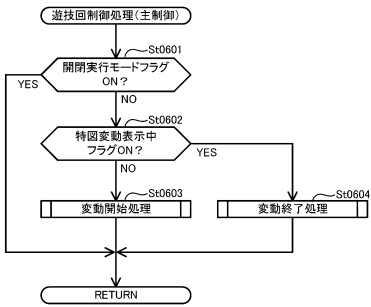 遊技回制御処理(主制御)
St0601
開閉実行モードフラグ
ON?
YES
NO
St0602
特図変動表示中
フラグON?
YES
NO
St0603
変動開始処理
St0604
変動終了処理
RETURN